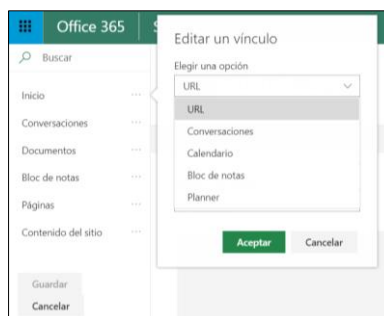 Office 365
S
Buscar
Inicio
Conversaciones
Documentos
Bloc de notas
Páginas
Contenido del sitio
Guardar
Cancelar
Editar un vínculo
Elegir una opción
URL
URL
Conversaciones
Calendario
Bloc de notas
Planner
Aceptar
Cancelar